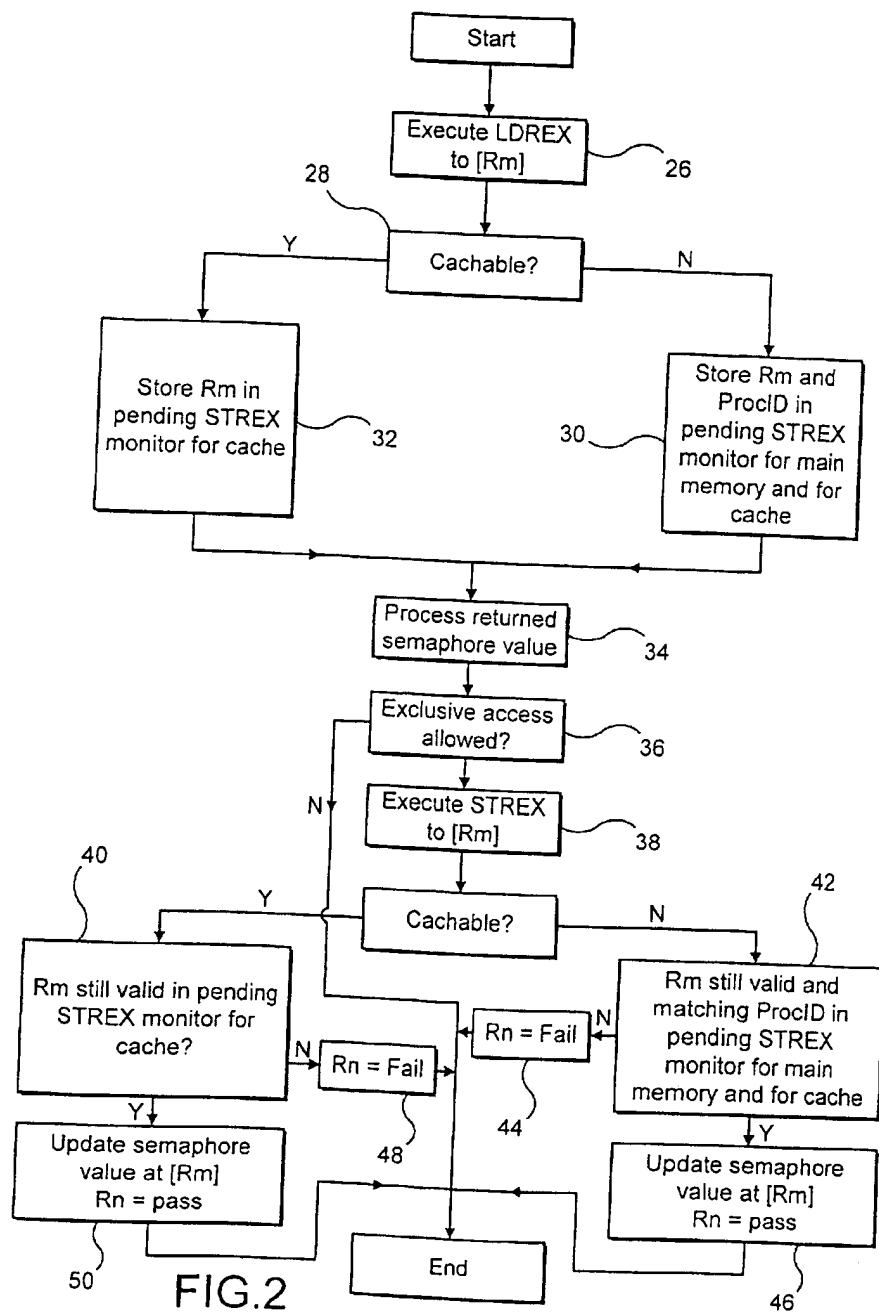 Start
Execute LDREX
to [Rm]
26
28
Y
Cachable?
N
Store Rm in
pending STREX
monitor for cache
32
Store Rm and
ProcID in
pending STREX
monitor for main
memory and for
cache
30
Process returned
semaphore value
34
Exclusive access
allowed?
36
N
Execute STREX
to [Rm]
38
40
Y
Cachable?
N
42
Rm still valid in pending
STREX monitor for
cache?
N
Rn = Fail
48
Rn = Fail
44
N
Rm still valid and
matching ProcID in
pending STREX
monitor for main
memory and for cache
Y
Update semaphore
value at [Rm]
Rn = pass
50
Y
Update semaphore
value at [Rm]
Rn = pass
46
End
FIG.2